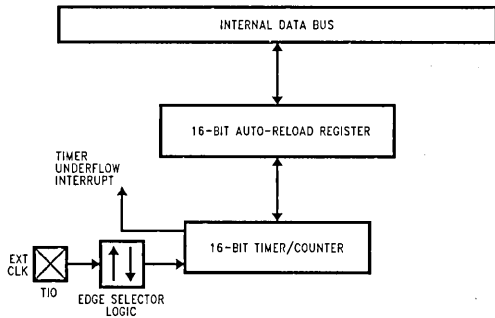 INTERNAL DATA BUS
16-BIT AUTO-RELOAD REGISTER
TIMER
UNDERFLOW
INTERRUPT
16-BIT TIMER/COUNTER
EXT
CLK
TIO
EDGE SELECTOR
LOGIC